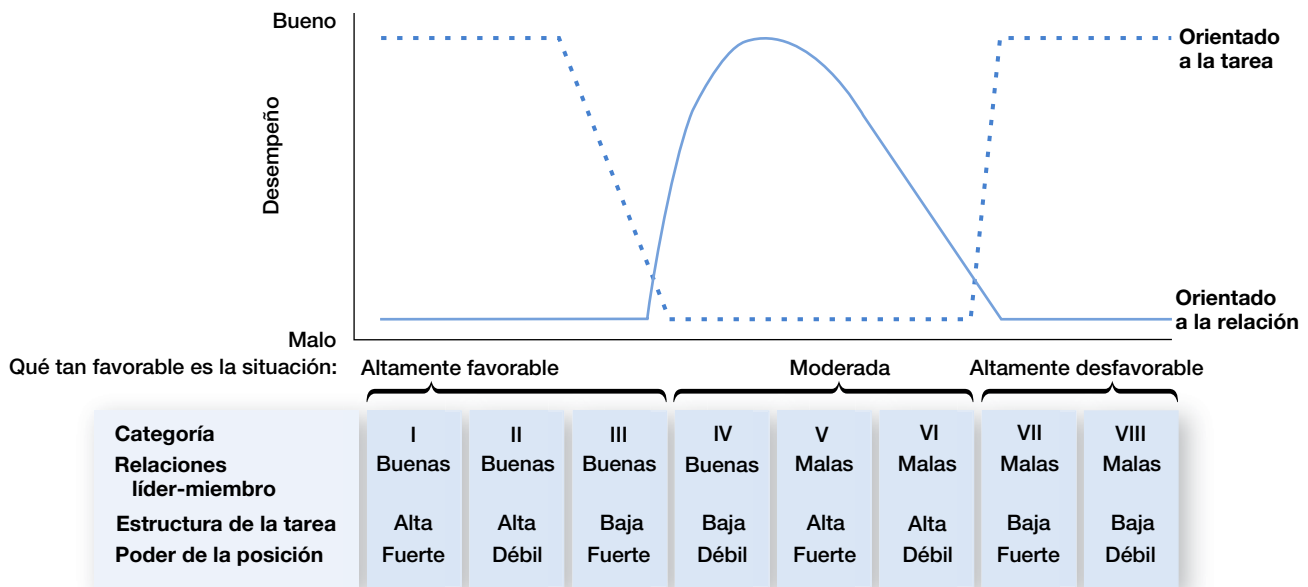 Bueno
Desempeño
Malo
Orientado
a la tarea
Orientado
a la relación
Qué tan favorable es la situación: Altamente favorable Moderada Altamente desfavorable
Categoría I II III IV V VI VII VIII
Relaciones Buenas Buenas Buenas Buenas Malas Malas Malas Malas
líder-miembro
Estructura de la tarea Alta Alta Baja Baja Alta Alta Baja Baja
Poder de la posición Fuerte Débil Fuerte Débil Fuerte Débil Fuerte Débil